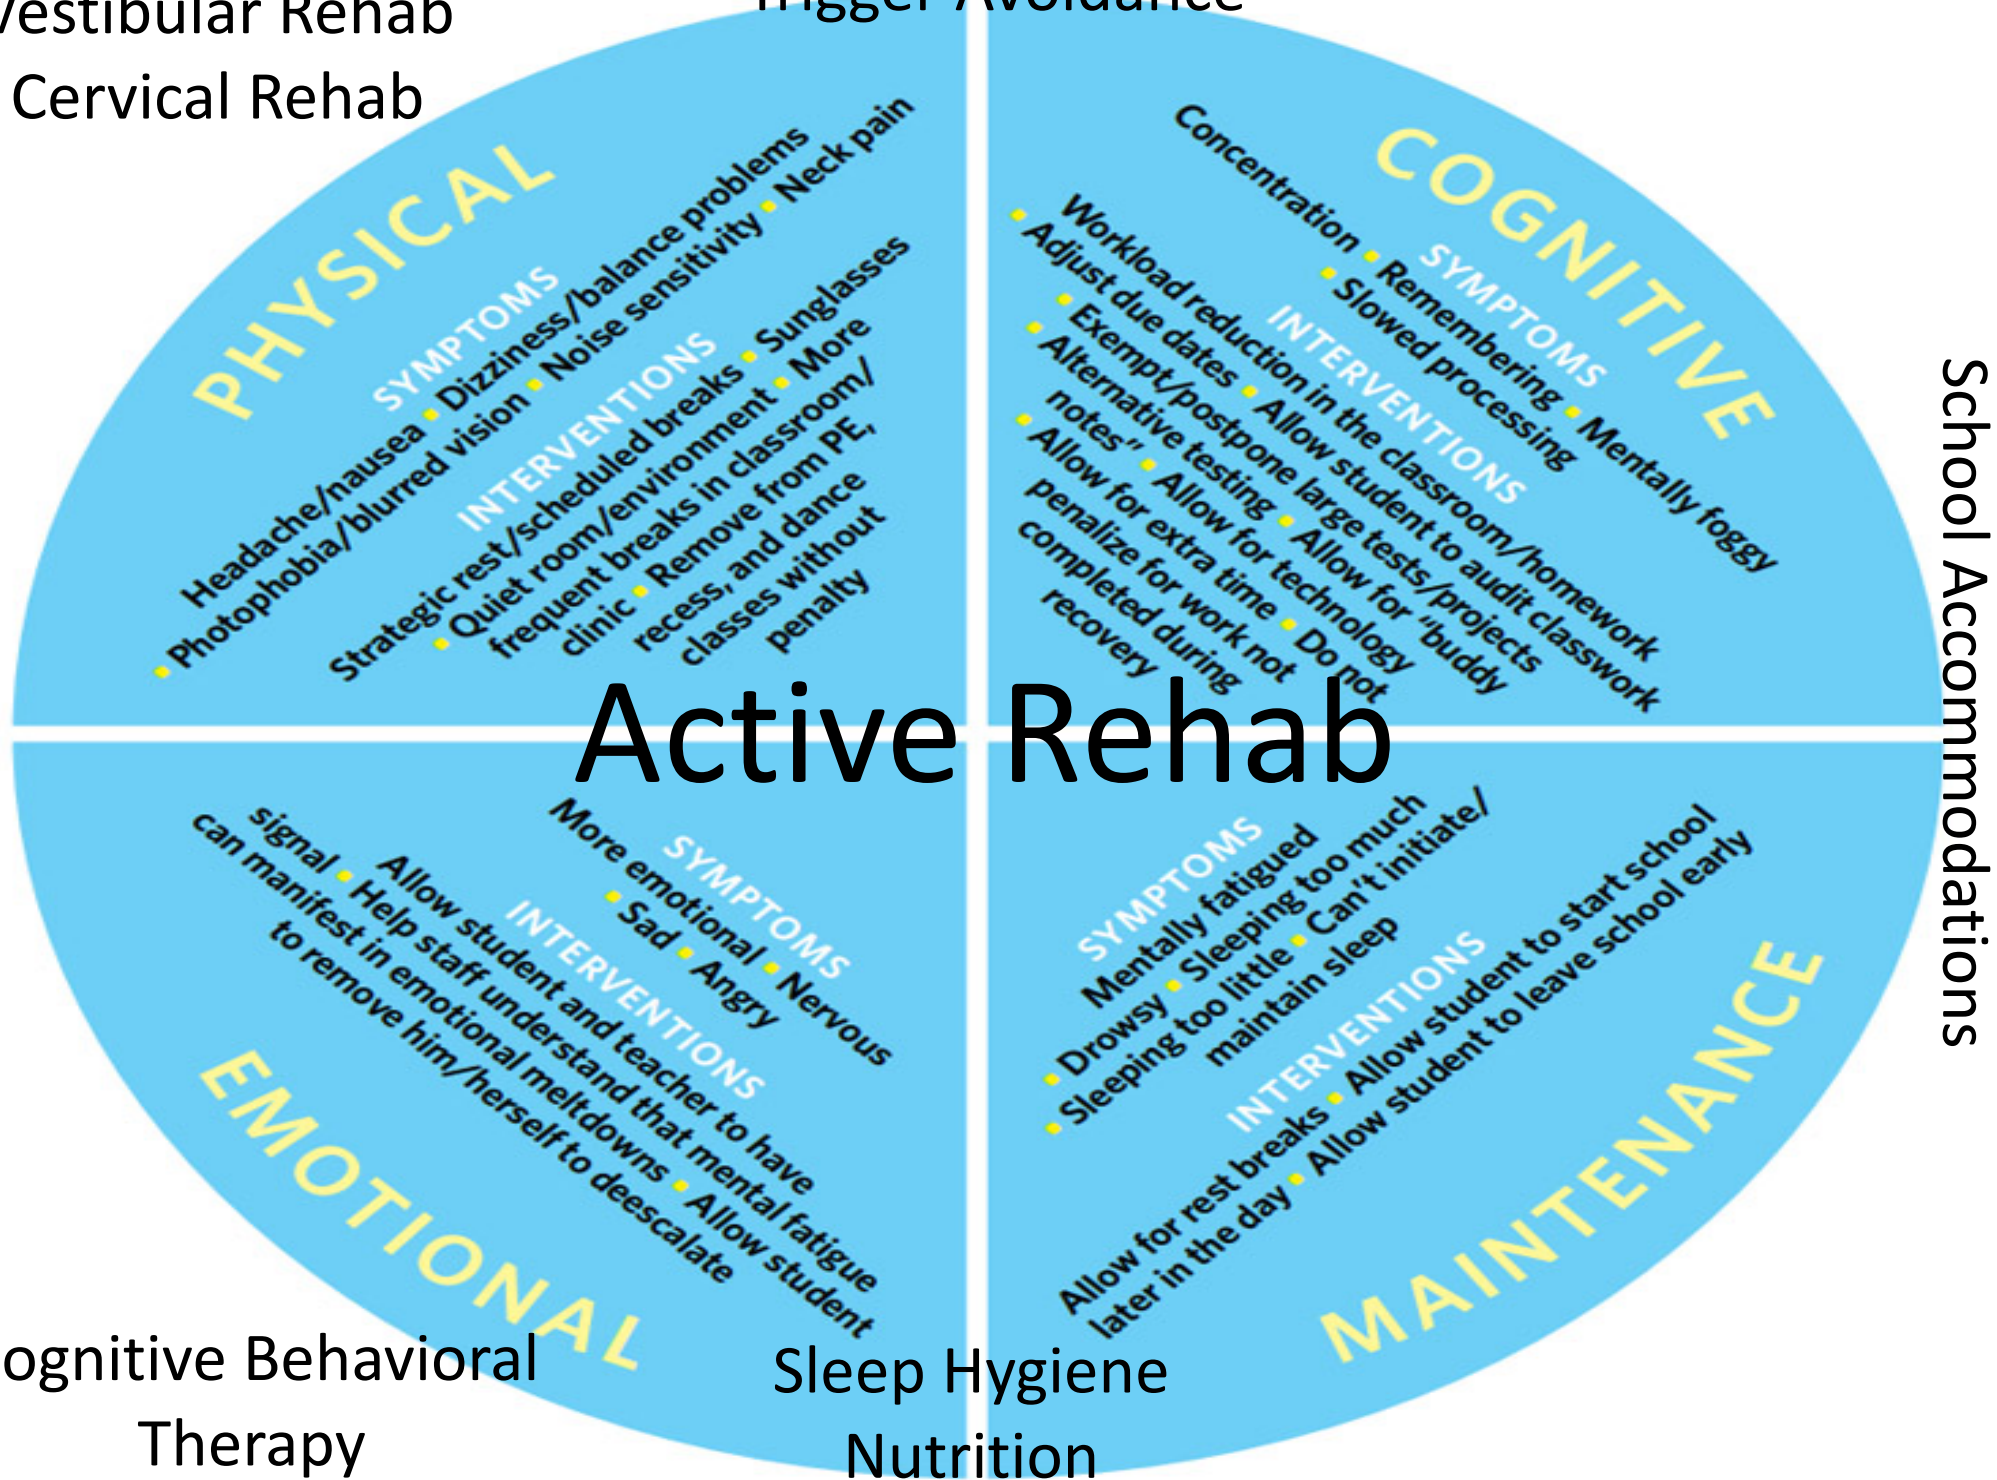 Vestibular Rehab
Cervical Rehab
Trigger Avoidance
PHYSICAL
SYMPTOMS
Headache/nausea • Dizziness/balance problems
• Photophobia/blurred vision • Noise sensitivity • Neck pain
INTERVENTIONS
Strategic rest/scheduled breaks • Sunglasses
• Quiet room/environment • More
frequent breaks in classroom/
clinic • Remove from PE,
recess, and dance
classes without
penalty
COGNITIVE
SYMPTOMS
Concentration • Remembering • Mentally foggy
• Slowed processing
INTERVENTIONS
Workload reduction in the classroom/homework
• Adjust due dates • Allow student to audit classwork
• Exempt/postpone large tests/projects
• Alternative testing • Allow for “buddy
notes” • Allow for technology
• Allow for extra time • Do not
penalize for work not
completed during
recovery
School Accommodations
Active Rehab
SYMPTOMS
More emotional • Nervous
• Sad • Angry
INTERVENTIONS
Allow student and teacher to have
signal • Help staff understand that mental fatigue
can manifest in emotional meltdowns • Allow student
to remove him/herself to deescalate
EMOTIONAL
SYMPTOMS
Mentally fatigued
• Drowsy • Sleeping too much
• Sleeping too little • Can't initiate/
maintain sleep
INTERVENTIONS
Allow for rest breaks • Allow student to start school
later in the day • Allow student to leave school early
MAINTENANCE
ognitive Behavioral
Therapy
Sleep Hygiene
Nutrition